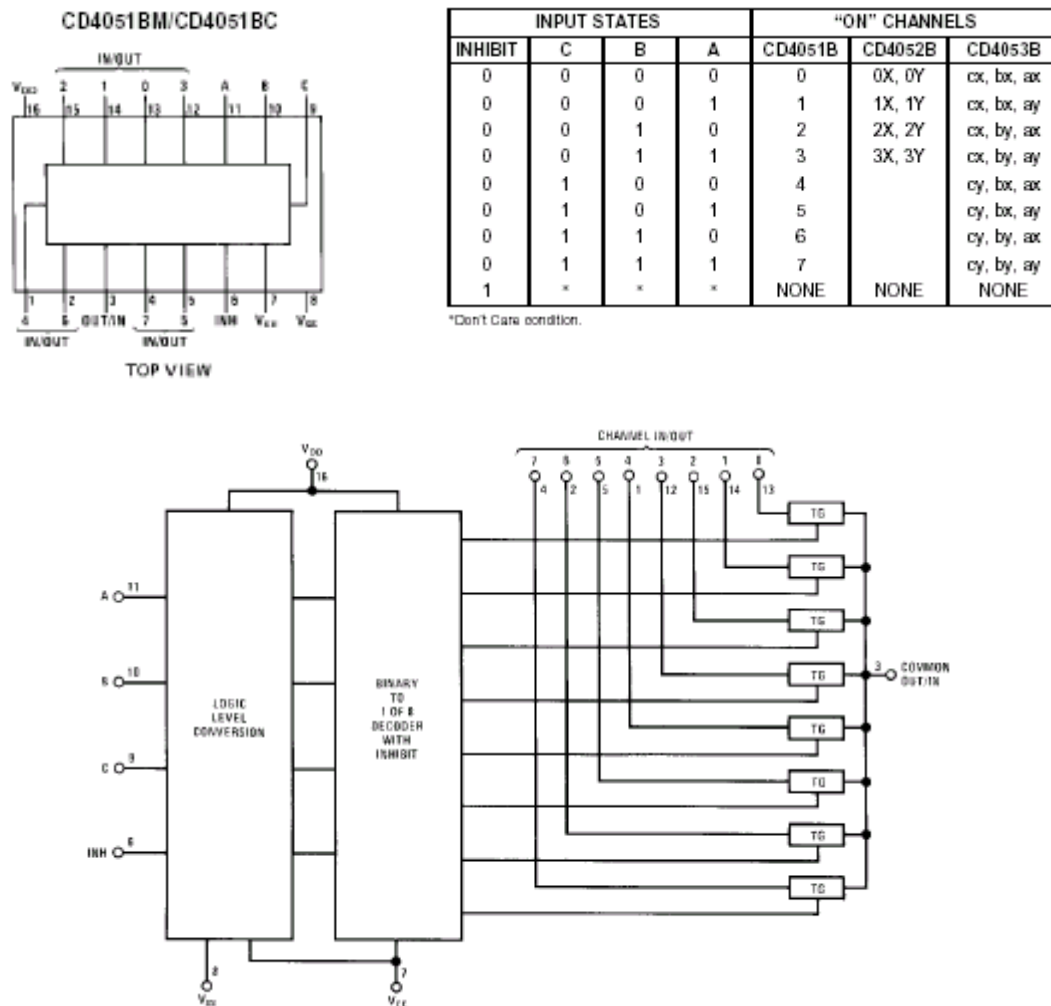 CD4051BM/CD4051BC
IN/OUT
2 1 0 3 A B C
16 15 14 13 12 11 10 9
1 2 3 4 5 6 7 8
4 6 OUT/IN 7 5 INH
IN/OUT IN/OUT
TOP VIEW
INPUT STATES "ON" CHANNELS
INHIBIT C B A CD4051B CD4052B CD4053B
0 0 0 0 0 0X, 0Y cx, bx, ax
0 0 0 1 1 1X, 1Y cx, bx, ay
0 0 1 0 2 2X, 2Y cx, by, ax
0 0 1 1 3 3X, 3Y cx, by, ay
0 1 0 0 4 cy, bx, ax
0 1 0 1 5 cy, bx, ay
0 1 1 0 6 cy, by, ax
0 1 1 1 7 cy, by, ay
1 * * * NONE NONE NONE
*Don't Care condition.
CHANNEL IN/OUT
7 6 5 4 3 2 1 0
4 2 5 1 12 15 14 13
VDD
16
A 11
B 10
C 9
INH 6
LOGIC
LEVEL
CONVERSION
BINARY
TO
1 OF 8
DECODER
WITH
INHIBIT
TG
TG
TG
TG
TG
TG
TG
TG
3 COMMON
OUT/IN
8
VSS
7
VEE